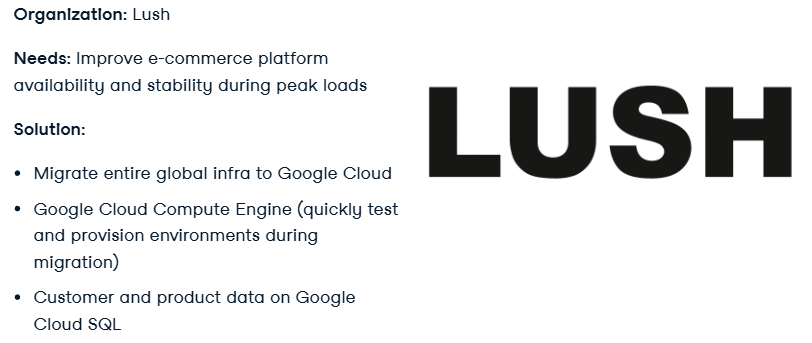 Organization: Lush
Needs: Improve e-commerce platform
availability and stability during peak loads
Solution:
• Migrate entire global infra to Google Cloud
• Google Cloud Compute Engine (quickly test
and provision environments during
migration)
• Customer and product data on Google
Cloud SQL
LUSH